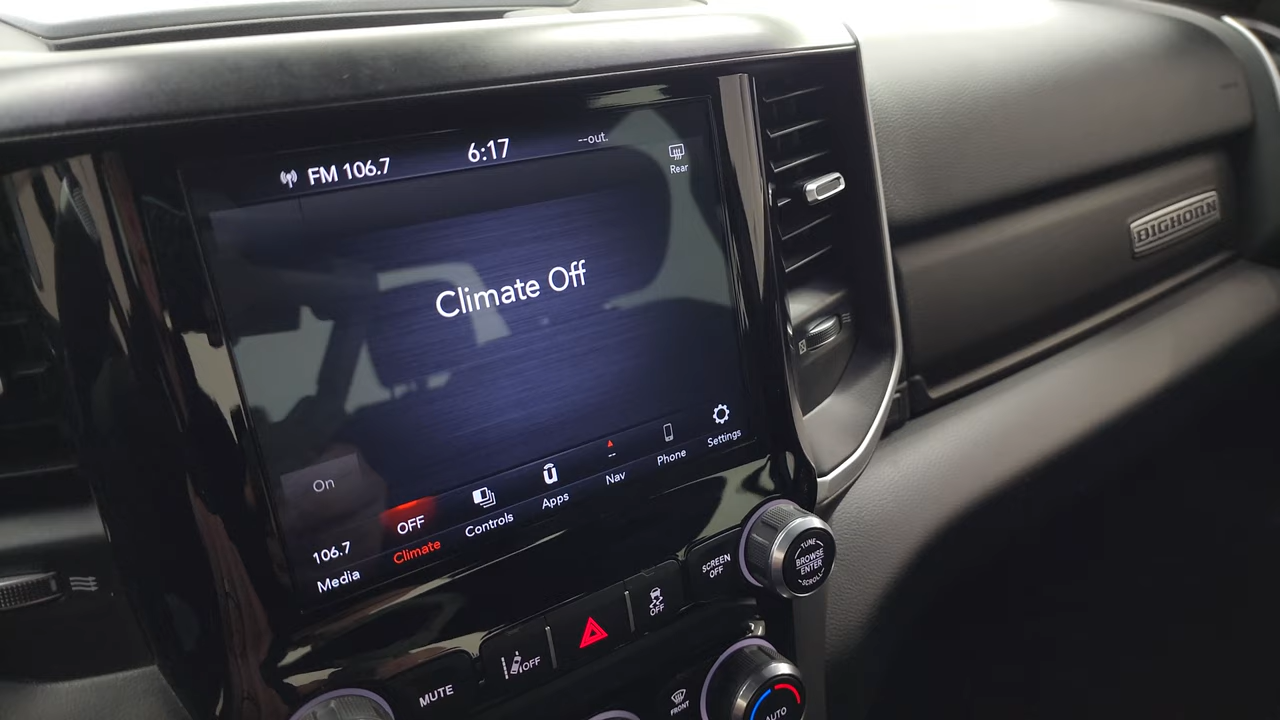 FM 106.7
6:17
--out.
Rear
BIGHORN
Climate Off
On
106.7
Media
OFF
Climate
Controls
Apps
--
Nav
Phone
Settings
SCREEN
OFF
TUNE
BROWSE
ENTER
SCROLL
OFF
OFF
MUTE
FRONT
AUTO